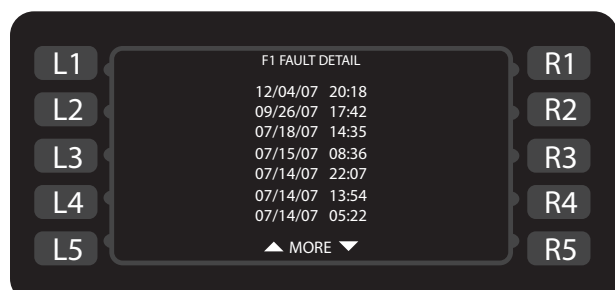 F1 FAULT DETAIL
L1
R1
12/04/07 20:18
09/26/07 17:42
L2
R2
07/18/07 14:35
07/15/07 08:36
L3
R3
07/14/07 22:07
07/14/07 13:54
L4
R4
07/14/07 05:22
▲ MORE ▼
L5
R5